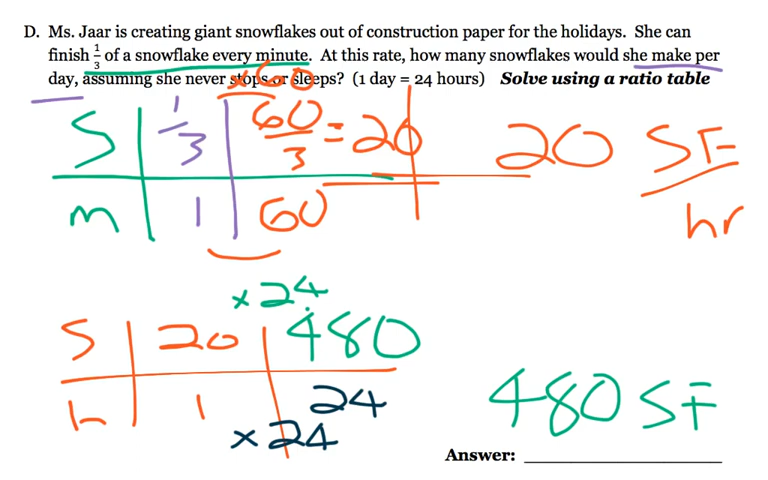 D. Ms. Jaar is creating giant snowflakes out of construction paper for the holidays. She can
finish 1/3 of a snowflake every minute. At this rate, how many snowflakes would she make per
day, assuming she never stops or sleeps? (1 day = 24 hours) Solve using a ratio table
x60
S 1/3 60/3 = 20 20 SF
m 1 60 hr
x 24
S 20 480
h 1 24 480 SF
x 24
Answer: